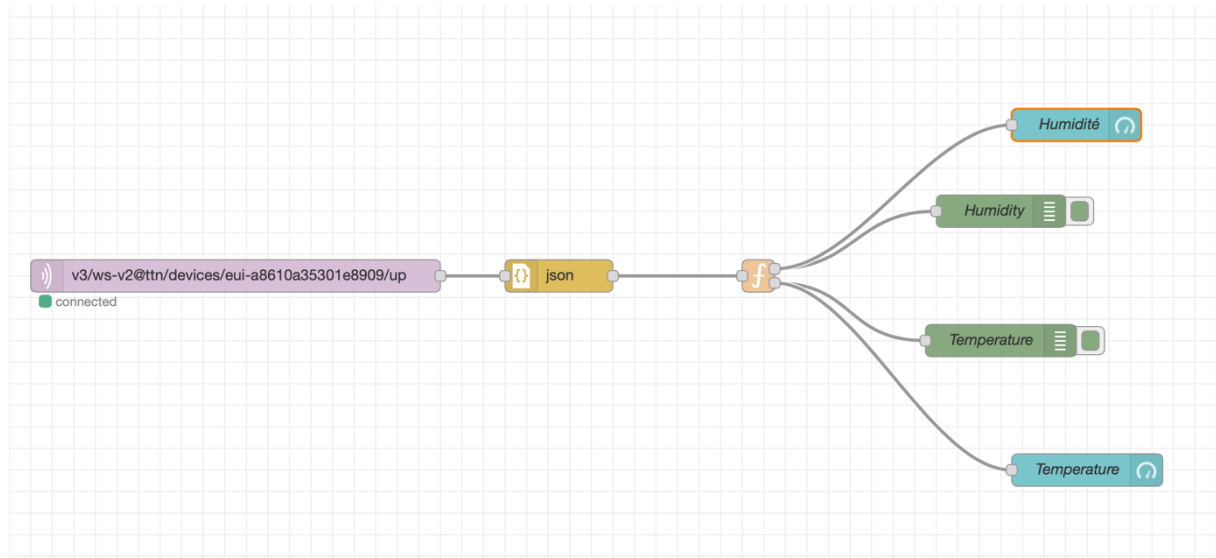 Humidité
Humidity
v3/ws-v2@ttn/devices/eui-a8610a35301e8909/up
json
connected
Temperature
Temperature